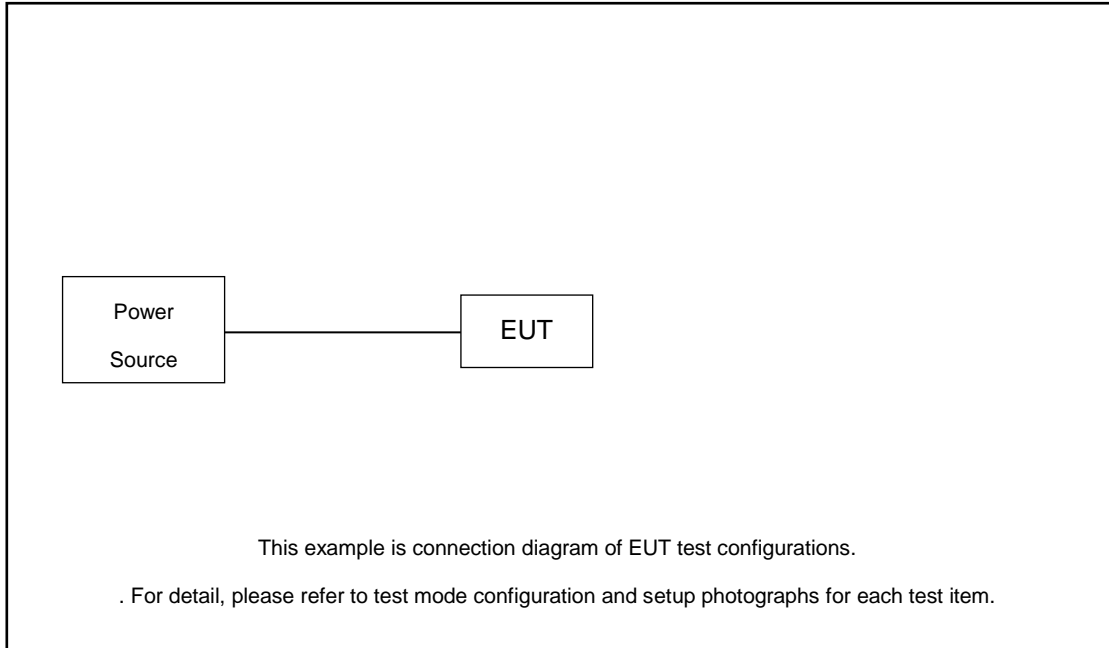 Power
Source
EUT
This example is connection diagram of EUT test configurations.
. For detail, please refer to test mode configuration and setup photographs for each test item.